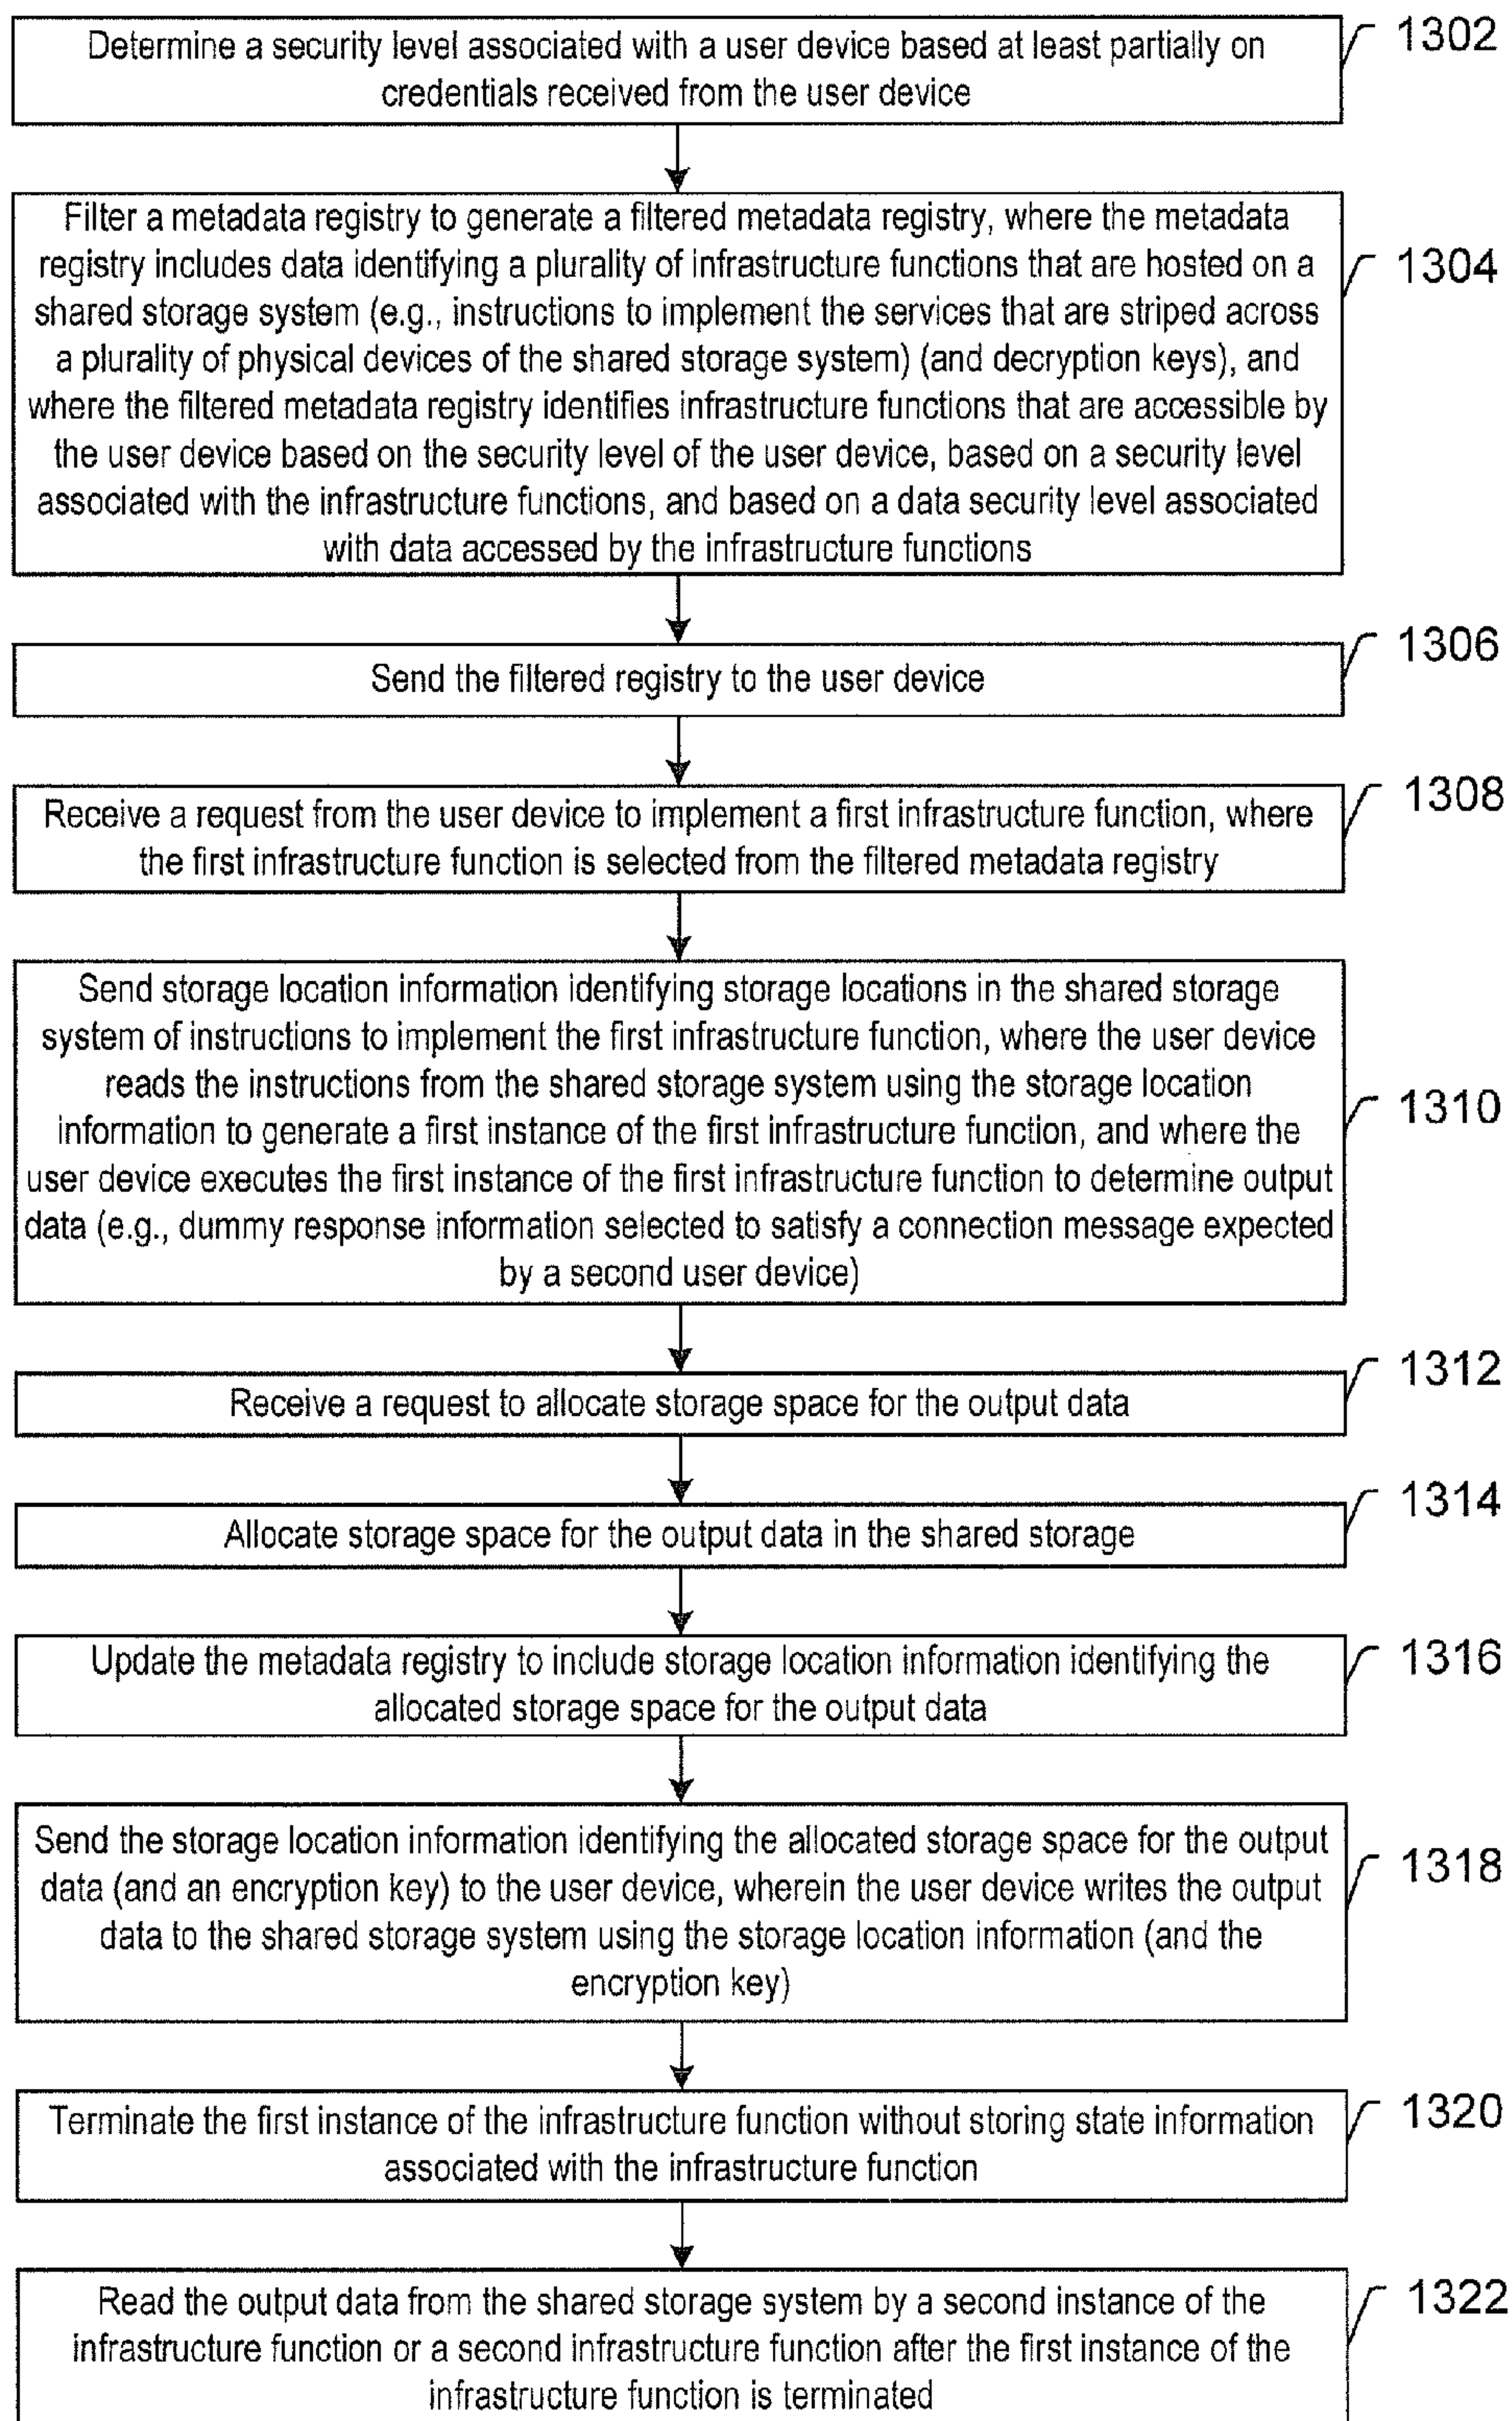 Determine a security level associated with a user device based at least partially on
credentials received from the user device
1302
Filter a metadata registry to generate a filtered metadata registry, where the metadata
registry includes data identifying a plurality of infrastructure functions that are hosted on a
shared storage system (e.g., instructions to implement the services that are striped across
a plurality of physical devices of the shared storage system) (and decryption keys), and
where the filtered metadata registry identifies infrastructure functions that are accessible by
the user device based on the security level of the user device, based on a security level
associated with the infrastructure functions, and based on a data security level associated
with data accessed by the infrastructure functions
1304
Send the filtered registry to the user device
1306
Receive a request from the user device to implement a first infrastructure function, where
the first infrastructure function is selected from the filtered metadata registry
1308
Send storage location information identifying storage locations in the shared storage
system of instructions to implement the first infrastructure function, where the user device
reads the instructions from the shared storage system using the storage location
information to generate a first instance of the first infrastructure function, and where the
user device executes the first instance of the first infrastructure function to determine output
data (e.g., dummy response information selected to satisfy a connection message expected
by a second user device)
1310
Receive a request to allocate storage space for the output data
1312
Allocate storage space for the output data in the shared storage
1314
Update the metadata registry to include storage location information identifying the
allocated storage space for the output data
1316
Send the storage location information identifying the allocated storage space for the output
data (and an encryption key) to the user device, wherein the user device writes the output
data to the shared storage system using the storage location information (and the
encryption key)
1318
Terminate the first instance of the infrastructure function without storing state information
associated with the infrastructure function
1320
Read the output data from the shared storage system by a second instance of the
infrastructure function or a second infrastructure function after the first instance of the
infrastructure function is terminated
1322